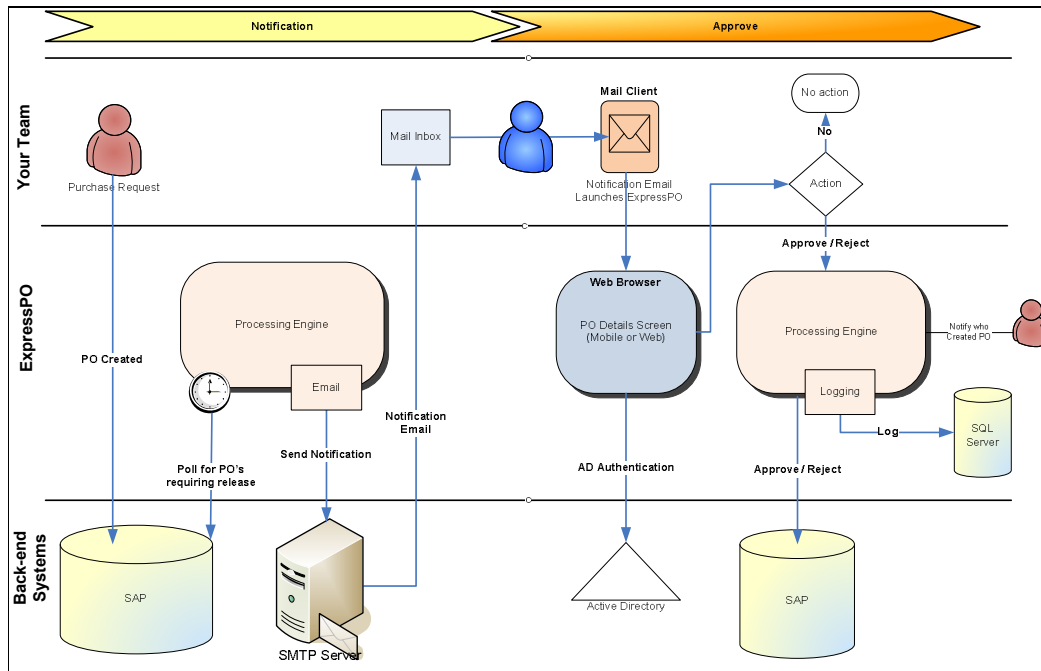 Notification
Approve
Your Team
Purchase Request
Mail Inbox
Mail Client
Notification Email
Launches ExpressPO
No action
No
Action
Approve / Reject
ExpressPO
PO Created
Processing Engine
Email
Poll for PO's
requiring release
Send Notification
Notification
Email
Web Browser
PO Details Screen
(Mobile or Web)
AD Authentication
Processing Engine
Logging
Notify who
Created PO
Log
SQL
Server
Approve / Reject
Back-end
Systems
SAP
SMTP Server
Active Directory
SAP